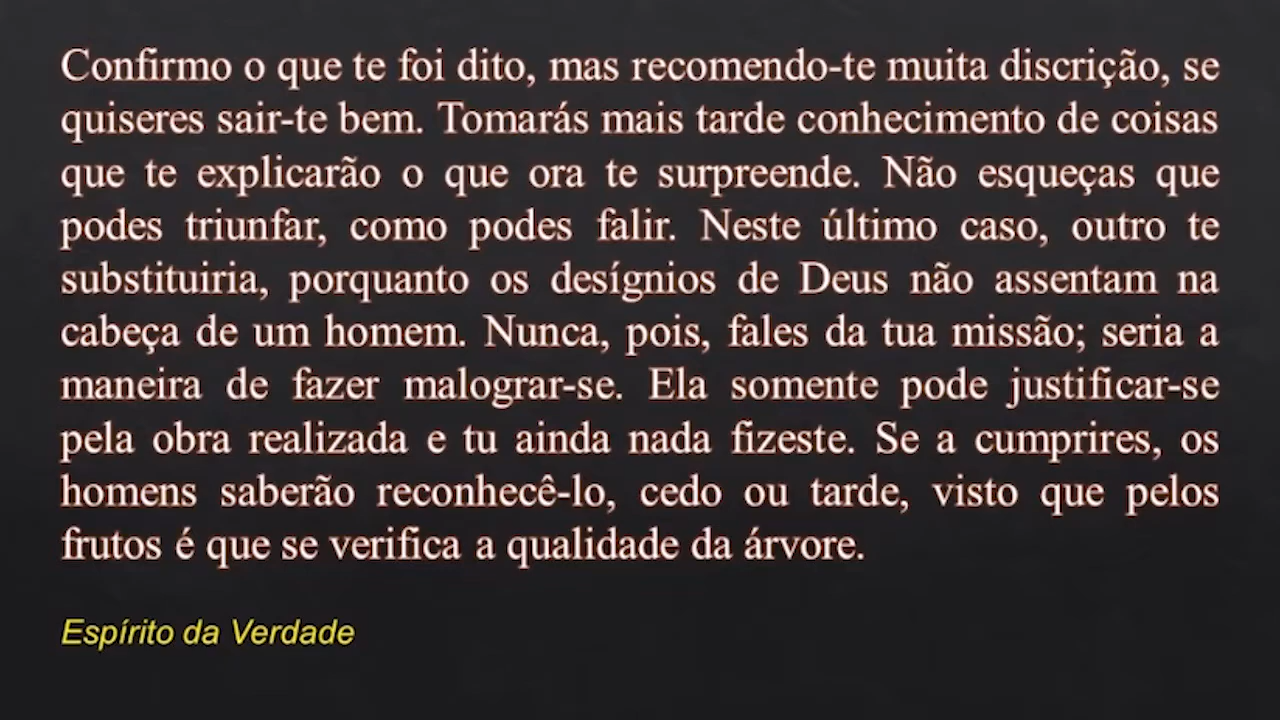 Confirmo o que te foi dito, mas recomendo-te muita discrição, se
quiseres sair-te bem. Tomarás mais tarde conhecimento de coisas
que te explicarão o que ora te surpreende. Não esqueças que
podes triunfar, como podes falir. Neste último caso, outro te
substituiria, porquanto os desígnios de Deus não assentam na
cabeça de um homem. Nunca, pois, fales da tua missão; seria a
maneira de fazer malograr-se. Ela somente pode justificar-se
pela obra realizada e tu ainda nada fizeste. Se a cumprires, os
homens saberão reconhecê-lo, cedo ou tarde, visto que pelos
frutos é que se verifica a qualidade da árvore.
Espírito da Verdade